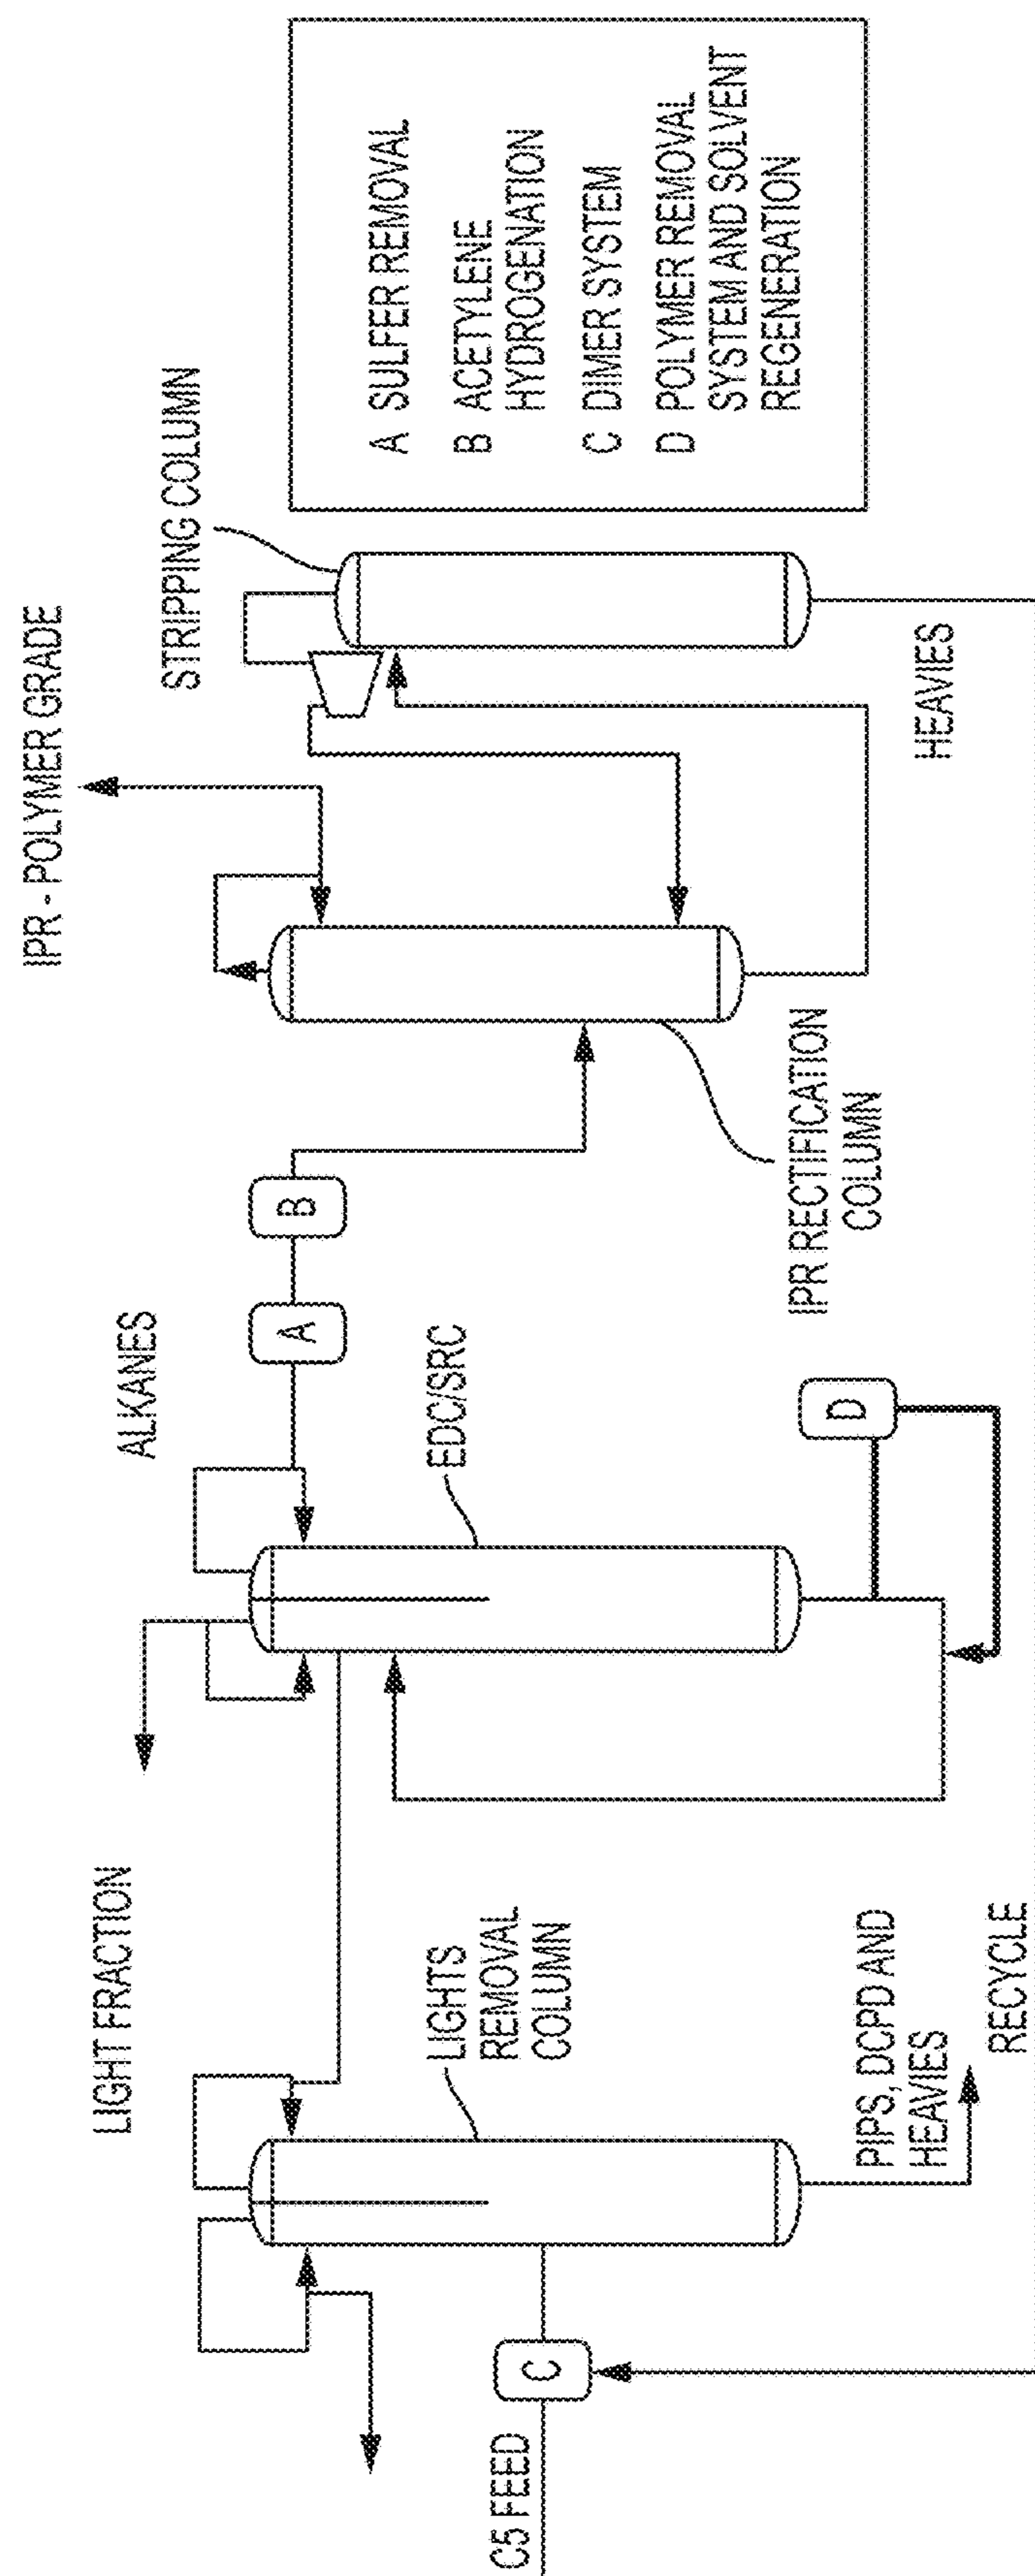 C5 FEED
C
LIGHT FRACTION
LIGHTS
REMOVAL
COLUMN
PIPS, DCPD AND
HEAVIES
RECYCLE
ALKANES
EDC/SRC
D
A
B
IPR RECTIFICATION
COLUMN
IPR - POLYMER GRADE
STRIPPING COLUMN
HEAVIES
A SULFER REMOVAL
B ACETYLENE
HYDROGENATION
C DIMER SYSTEM
D POLYMER REMOVAL
SYSTEM AND SOLVENT
REGENERATION